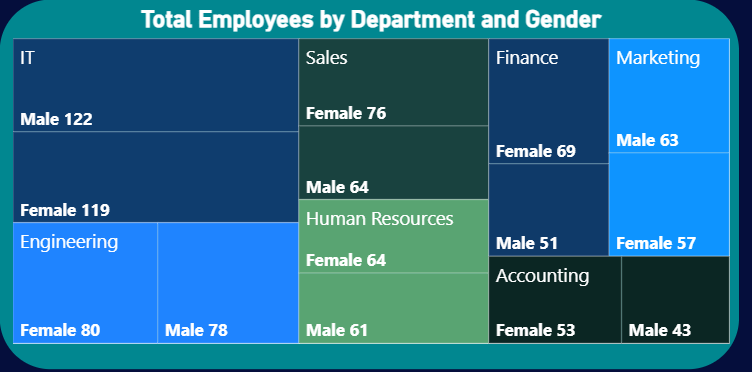 Total Employees by Department and Gender
IT
Male 122
Female 119
Engineering
Female 80
Male 78
Sales
Female 76
Male 64
Human Resources
Female 64
Male 61
Finance
Female 69
Male 51
Marketing
Male 63
Female 57
Accounting
Female 53
Male 43